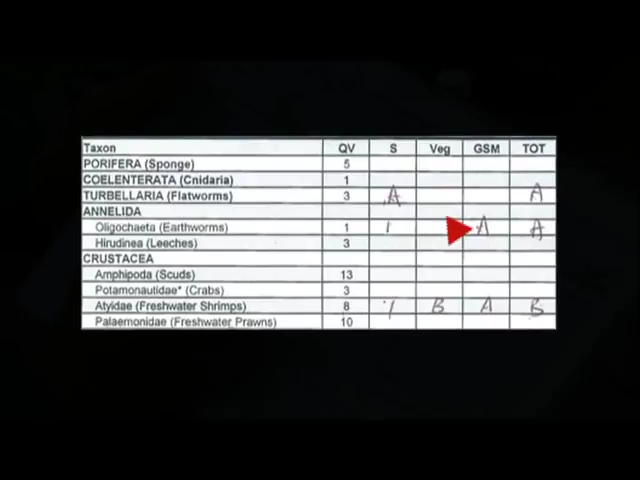 Taxon QV S Veg GSM TOT
PORIFERA (Sponge) 5
COELENTERATA (Cnidaria) 1
TURBELLARIA (Flatworms) 3 A A
ANNELIDA
Oligochaeta (Earthworms) 1 1 A A
Hirudinea (Leeches) 3
CRUSTACEA
Amphipoda (Scuds) 13
Potamonautidae* (Crabs) 3
Atyidae (Freshwater Shrimps) 8 B A B
Palaemonidae (Freshwater Prawns) 10